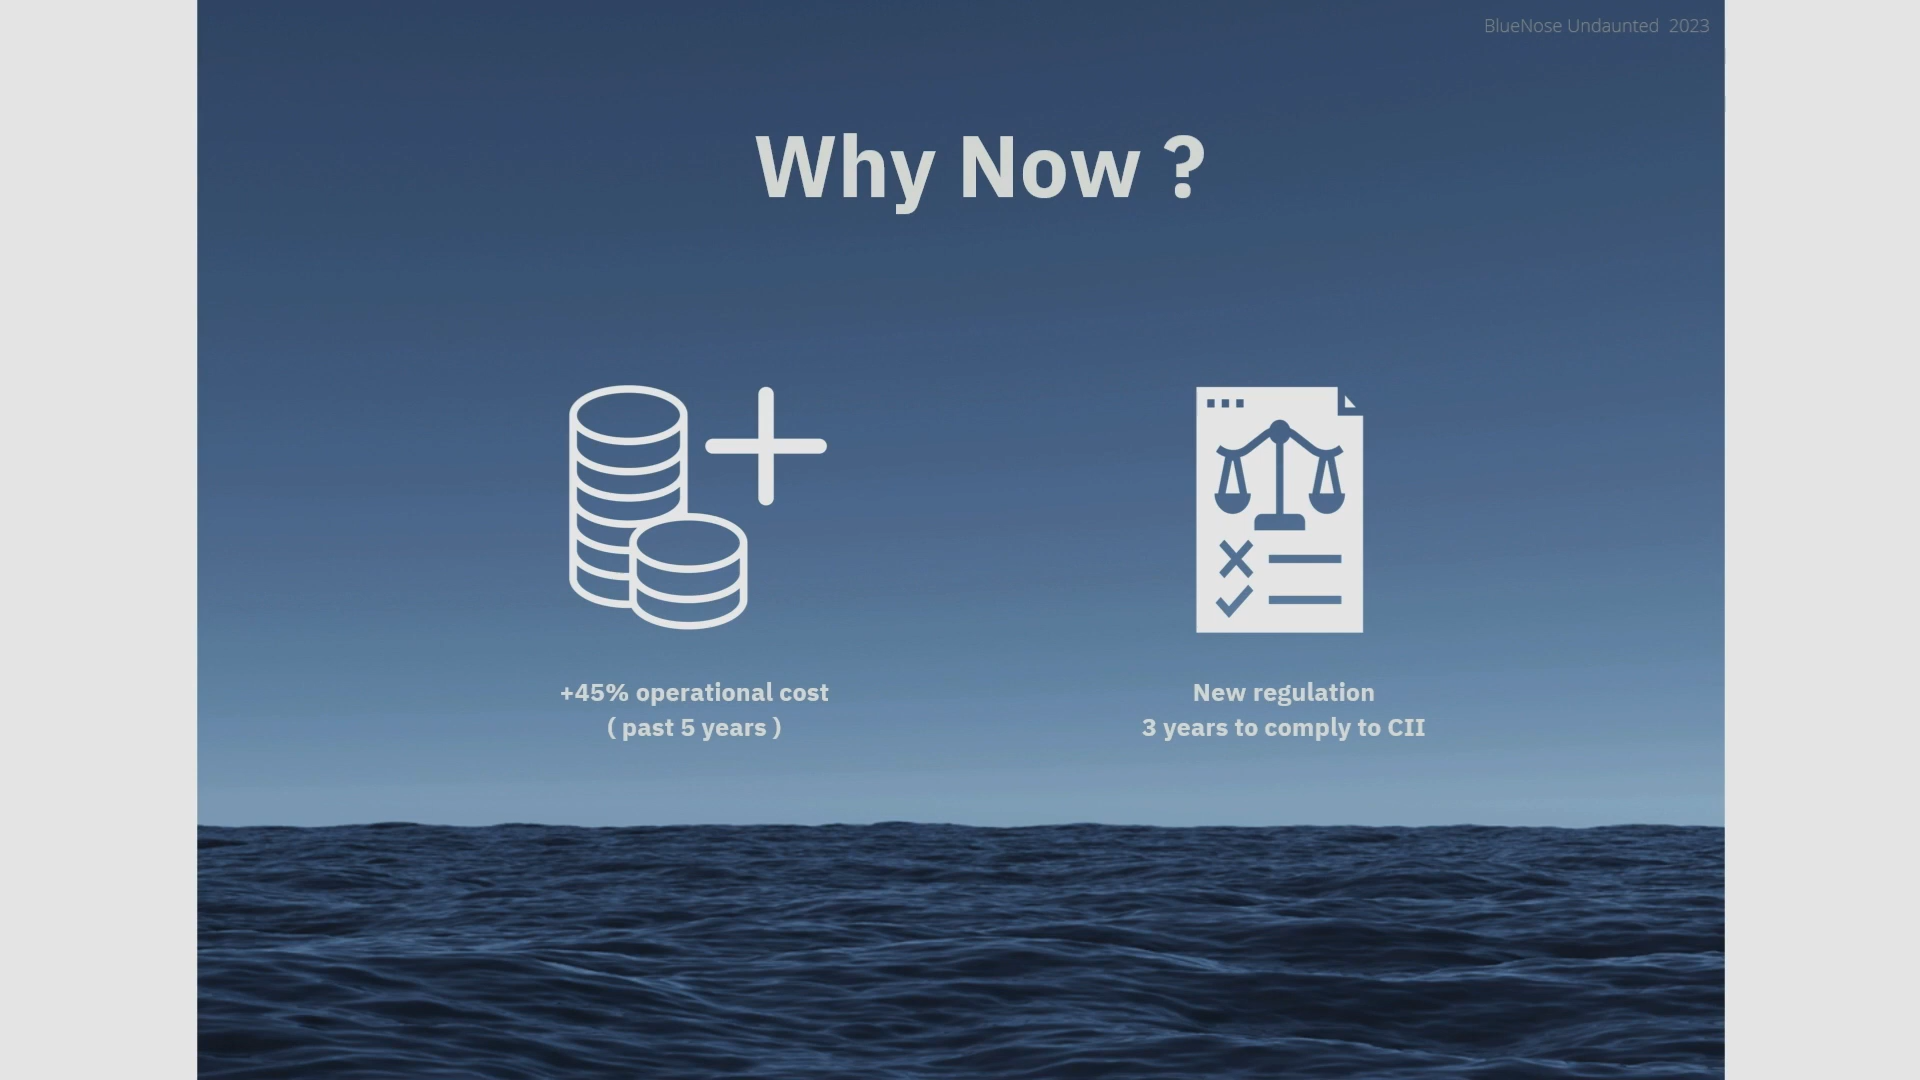 BlueNose Undaunted 2023
Why Now ?
+45% operational cost
( past 5 years )
New regulation
3 years to comply to CII